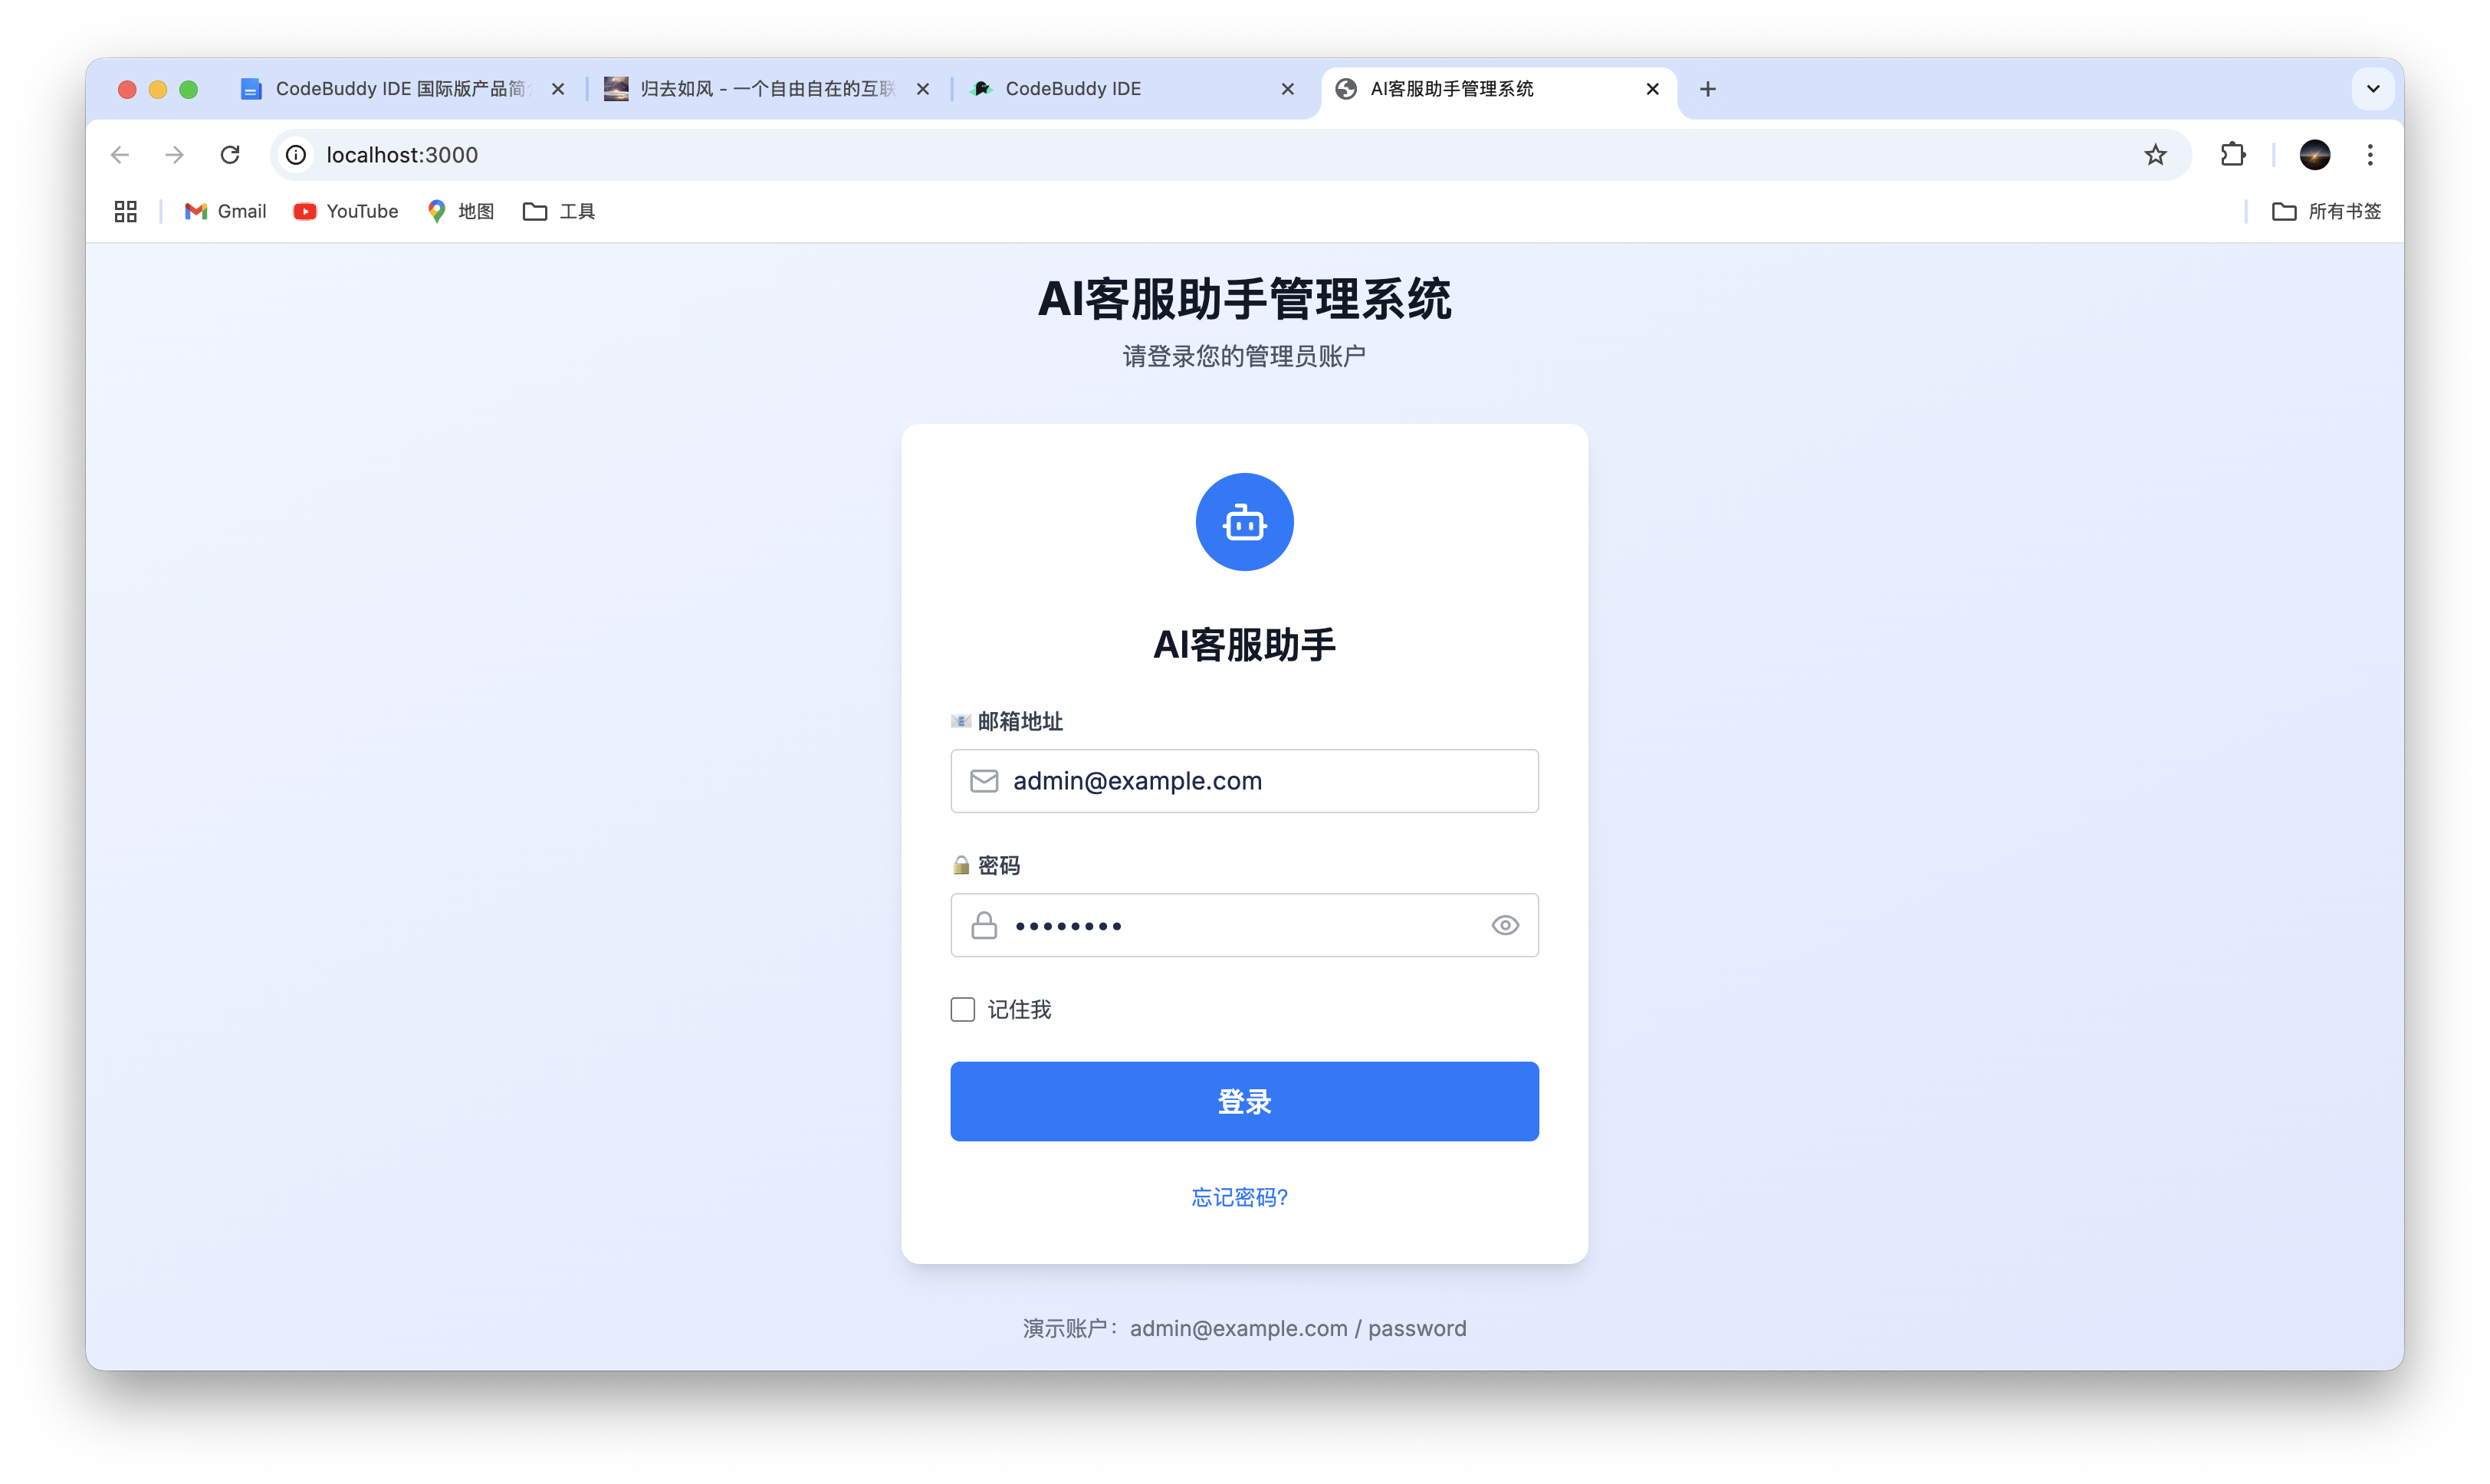 CodeBuddy IDE 国际版产品简
归去如风 - 一个自由自在的互联
CodeBuddy IDE
AI客服助手管理系统
localhost:3000
Gmail
YouTube
地图
工具
所有书签
AI客服助手管理系统
请登录您的管理员账户
AI客服助手
📧 邮箱地址
admin@example.com
🔒 密码
••••••••
记住我
登录
忘记密码?
演示账户：admin@example.com / password